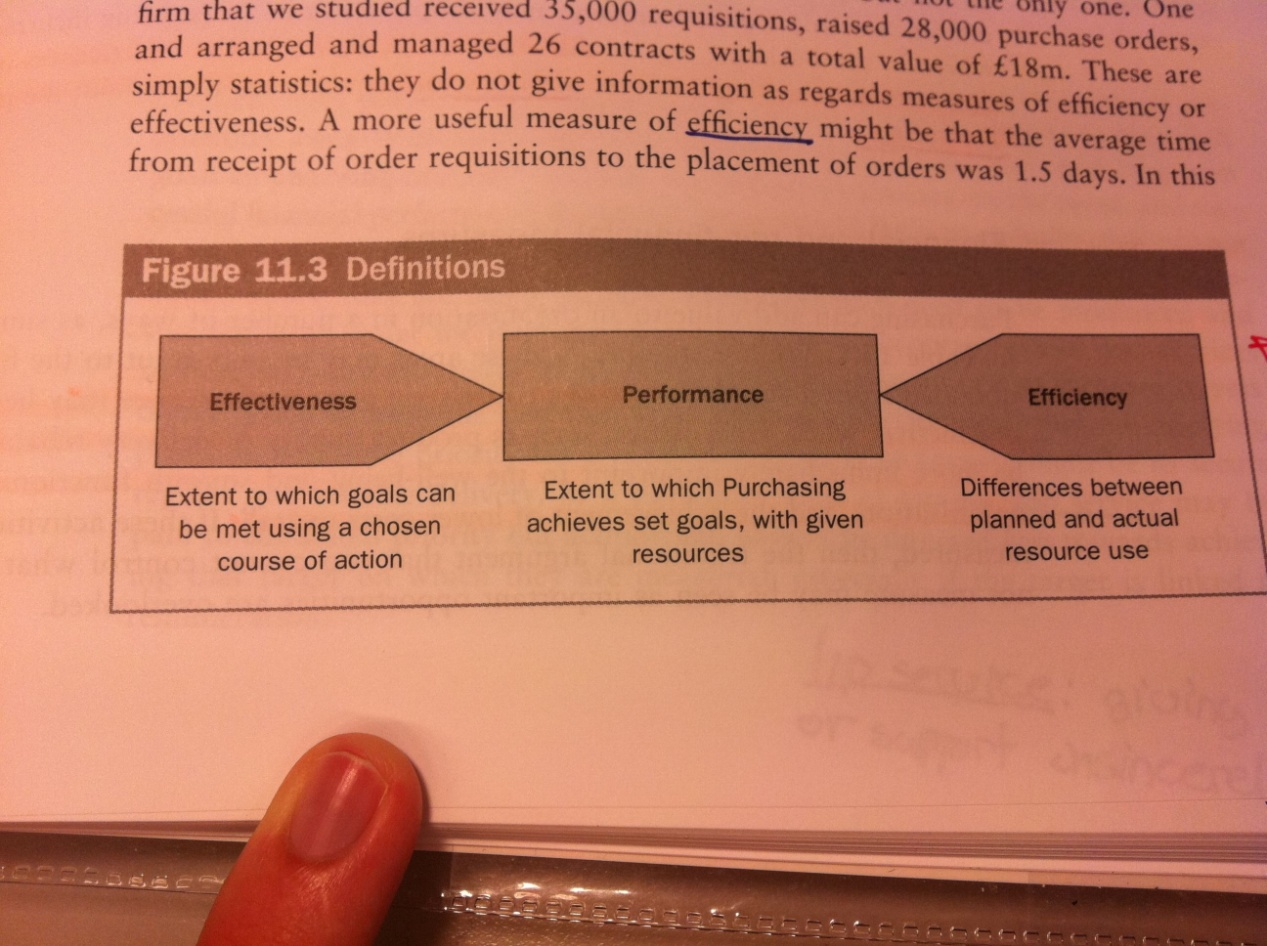 not the only one. One
firm that we studied received 35,000 requisitions, raised 28,000 purchase orders,
and arranged and managed 26 contracts with a total value of £18m. These are
simply statistics: they do not give information as regards measures of efficiency or
effectiveness. A more useful measure of efficiency might be that the average time
from receipt of order requisitions to the placement of orders was 1.5 days. In this
Figure 11.3 Definitions
Effectiveness
Performance
Efficiency
Extent to which goals can
be met using a chosen
course of action
Extent to which Purchasing
achieves set goals, with given
resources
Differences between
planned and actual
resource use